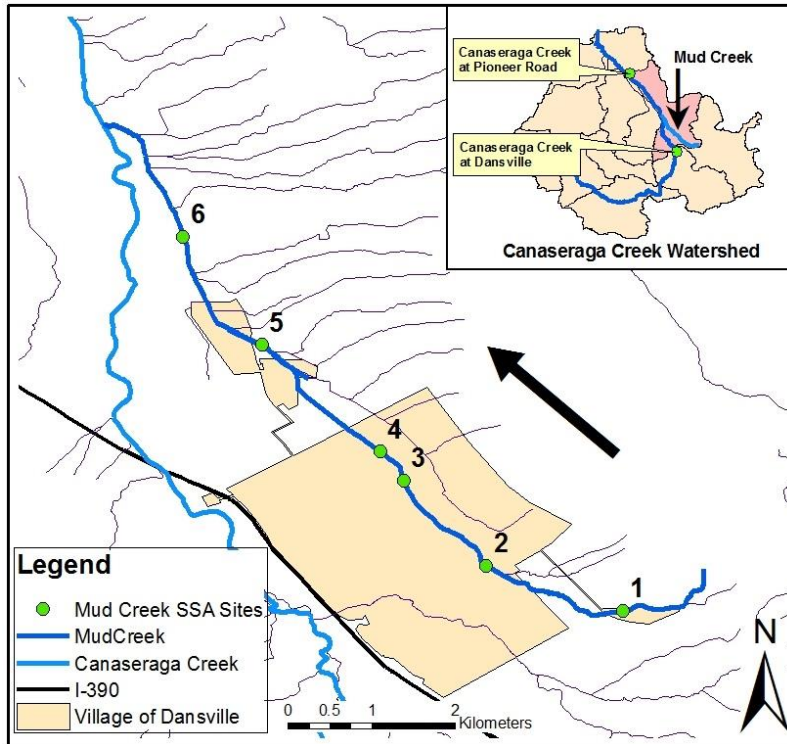 Canaseraga Creek
at Pioneer Road
Mud Creek
Canaseraga Creek
at Dansville
Canaseraga Creek Watershed
6
5
4
3
2
1
Legend
Mud Creek SSA Sites
MudCreek
Canaseraga Creek
I-390
Village of Dansville
0 0.5 1 2
Kilometers
N